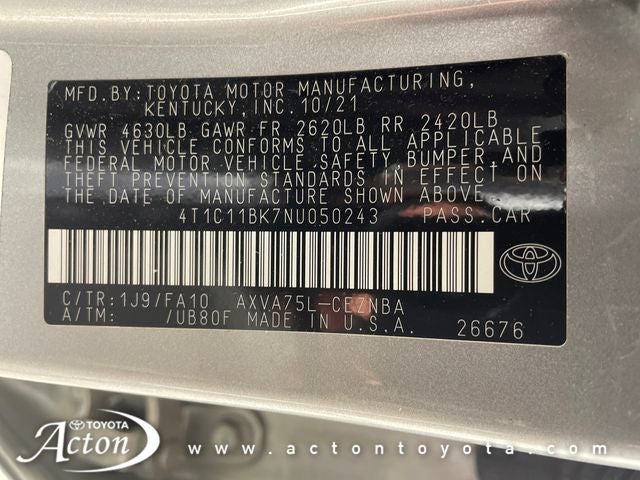 MFD.BY:TOYOTA MOTOR MANUFACTURING,
KENTUCKY,INC.10/21
GVWR 4630LB GAWR FR 2620LB RR 2420LB
THIS VEHICLE CONFORMS TO ALL APPLICABLE
FEDERAL MOTOR VEHICLE SAFETY BUMPER,AND
THEFT PREVENTION STANDARDS IN EFFECT ON
THE DATE OF MANUFACTURE SHOWN ABOVE.
4T1C11BK7NU050243 PASS.CAR
C/TR:1J9/FA10 AXVA75L-CEZNBA
A/TM: /UB80F MADE IN U.S.A. 26676
TOYOTA
Acton
www.actontoyota.com